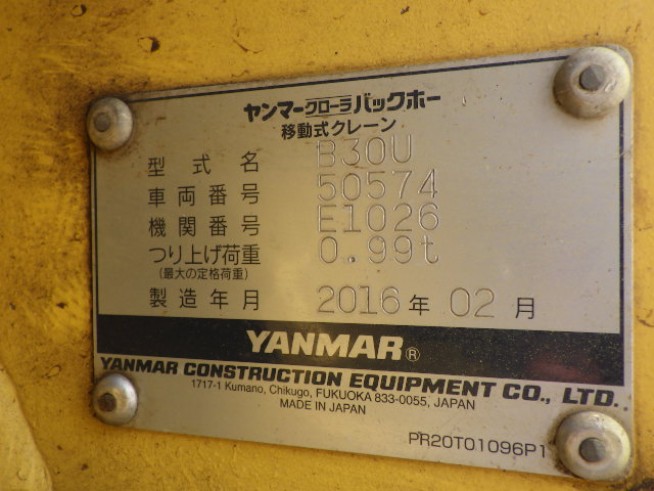 ヤンマークローラバックホー
移動式クレーン
型式名 B30U
車両番号 50574
機関番号 E1026
つり上げ荷重 0.99t
(最大の定格荷重)
製造年月 2016年02月
YANMAR®
YANMAR CONSTRUCTION EQUIPMENT CO., LTD.
1717-1 Kumano, Chikugo, FUKUOKA 833-0055, JAPAN
MADE IN JAPAN
PR20T01096P1